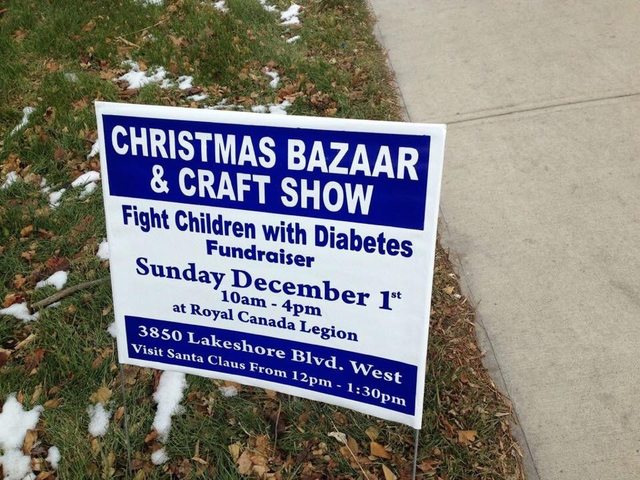 CHRISTMAS BAZAAR
& CRAFT SHOW
Fight Children with Diabetes
Fundraiser
Sunday December 1st
10am - 4pm
at Royal Canada Legion
3850 Lakeshore Blvd. West
Visit Santa Claus From 12pm - 1:30pm